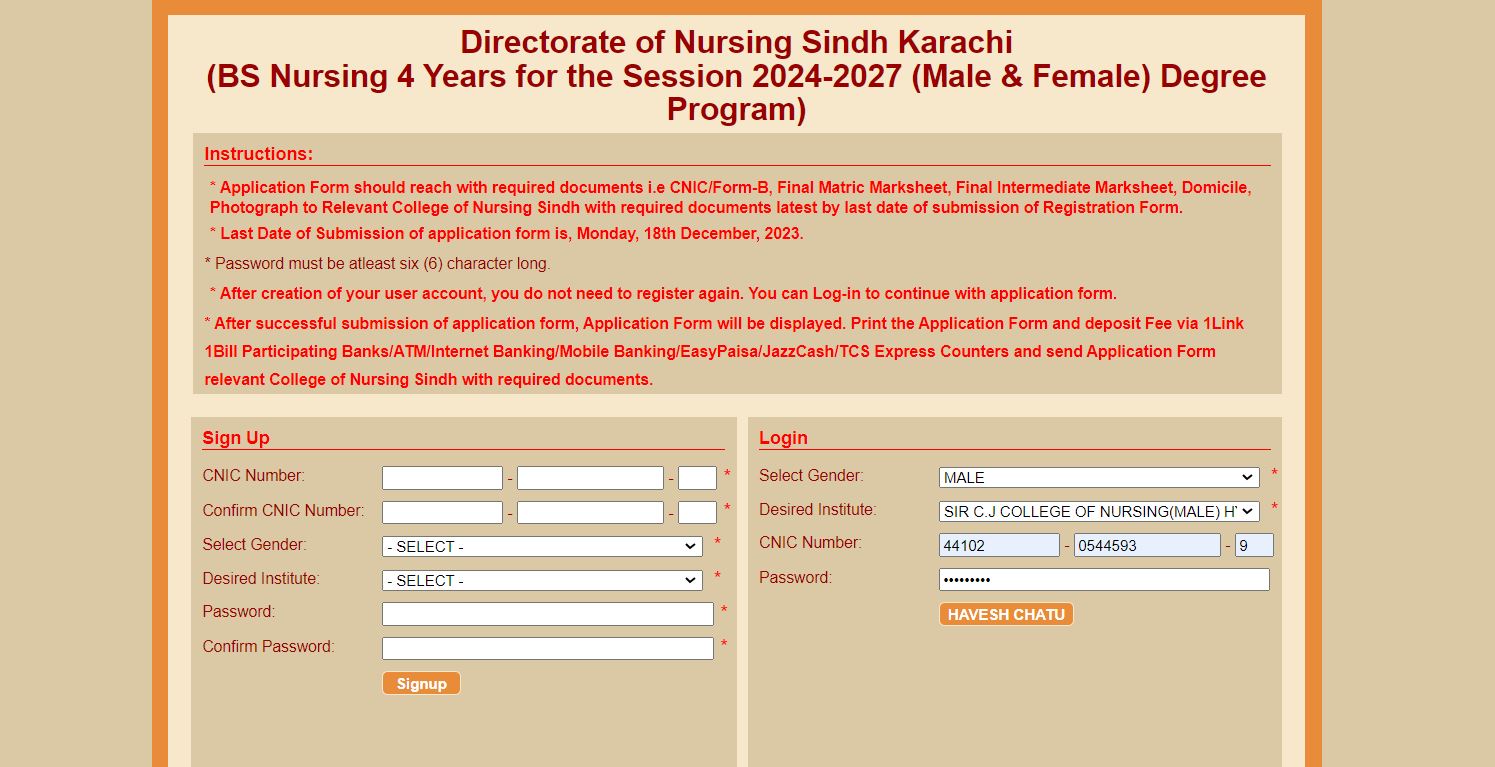 Directorate of Nursing Sindh Karachi
(BS Nursing 4 Years for the Session 2024-2027 (Male & Female) Degree
Program)
Instructions:
* Application Form should reach with required documents i.e CNIC/Form-B, Final Matric Marksheet, Final Intermediate Marksheet, Domicile,
Photograph to Relevant College of Nursing Sindh with required documents latest by last date of submission of Registration Form.
* Last Date of Submission of application form is, Monday, 18th December, 2023.
* Password must be atleast six (6) character long.
* After creation of your user account, you do not need to register again. You can Log-in to continue with application form.
* After successful submission of application form, Application Form will be displayed. Print the Application Form and deposit Fee via 1Link
1Bill Participating Banks/ATM/Internet Banking/Mobile Banking/EasyPaisa/JazzCash/TCS Express Counters and send Application Form
relevant College of Nursing Sindh with required documents.
Sign Up
CNIC Number: - - *
Confirm CNIC Number: - - *
Select Gender: - SELECT - *
Desired Institute: - SELECT - *
Password: *
Confirm Password: *
Signup
Login
Select Gender: MALE *
Desired Institute: SIR C.J COLLEGE OF NURSING(MALE) *
CNIC Number: 44102 - 0544593 - 9
Password: •••••••••
HAVESH CHATU